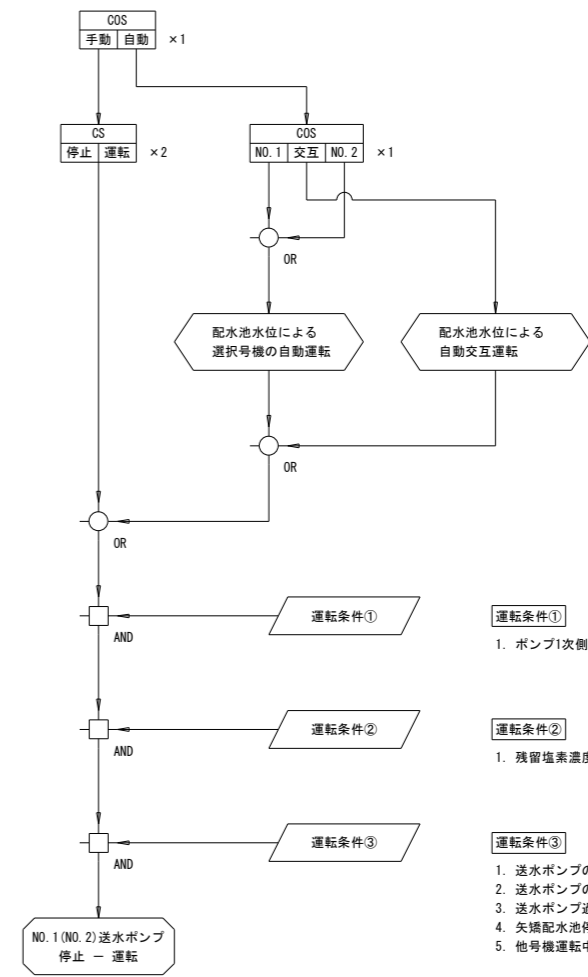 COS
手動 自動 ×1
CS
停止 運転 ×2
COS
NO.1 交互 NO.2 ×1
OR
配水池水位による
選択号機の自動運転
配水池水位による
自動交互運転
OR
OR
運転条件①
AND
運転条件①
1. ポンプ1次側
運転条件②
AND
運転条件②
1. 残留塩素濃度
運転条件③
AND
運転条件③
1. 送水ポンプの
2. 送水ポンプの
3. 送水ポンプ過
4. 矢矯配水池停
5. 他号機運転中
NO.1(NO.2)送水ポンプ
停止 － 運転